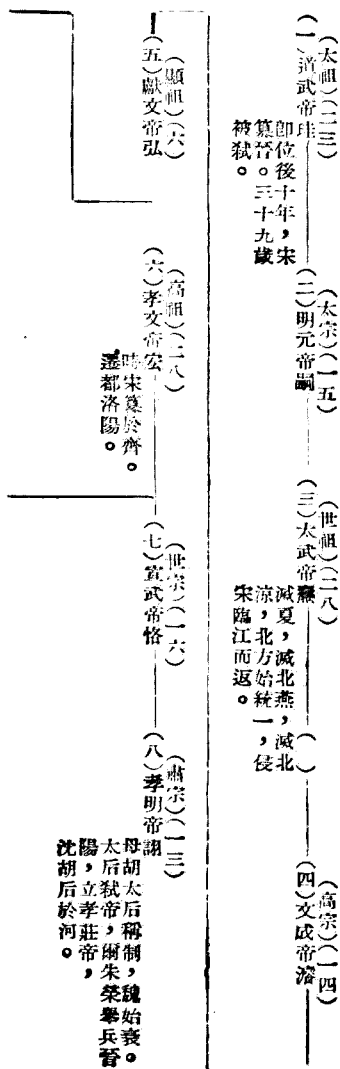 (太祖)(二三)
(一)道武帝珪
即位後十年,宋
篡晉。三十九歲
被弒。
(太宗)(一五)
(二)明元帝嗣
(世祖)(二八)
(三)太武帝燾
滅夏,滅北燕,滅北
涼,北方始統一,侵
宋臨江而返。
( )
(高宗)(一四)
(四)文成帝濬
(顯祖)(六)
(五)獻文帝弘
(高祖)(二八)
(六)孝文帝宏
時宋篡於齊。
遷都洛陽。
(世宗)(一六)
(七)宣武帝恪
(肅宗)(一三)
(八)孝明帝詡
母胡太后稱制,魏始衰。
太后弒帝,爾朱榮舉兵晉
陽,立孝莊帝,
沈胡后於河。